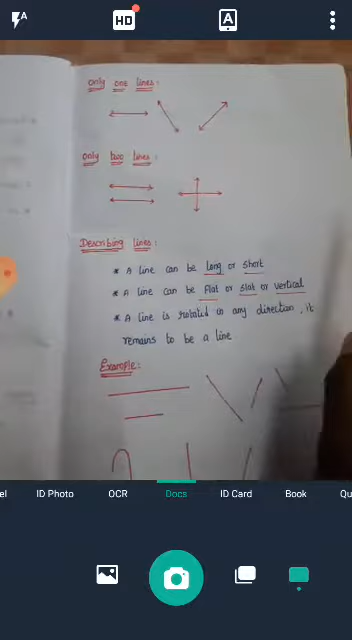 HD
A
only one lines:
only two lines:
Describing lines:
* A line can be long or short
* A line can be flat or slat or vertical
* A line is rotated in any direction, it
remains to be a line
Example:
ID Photo
OCR
Docs
ID Card
Book